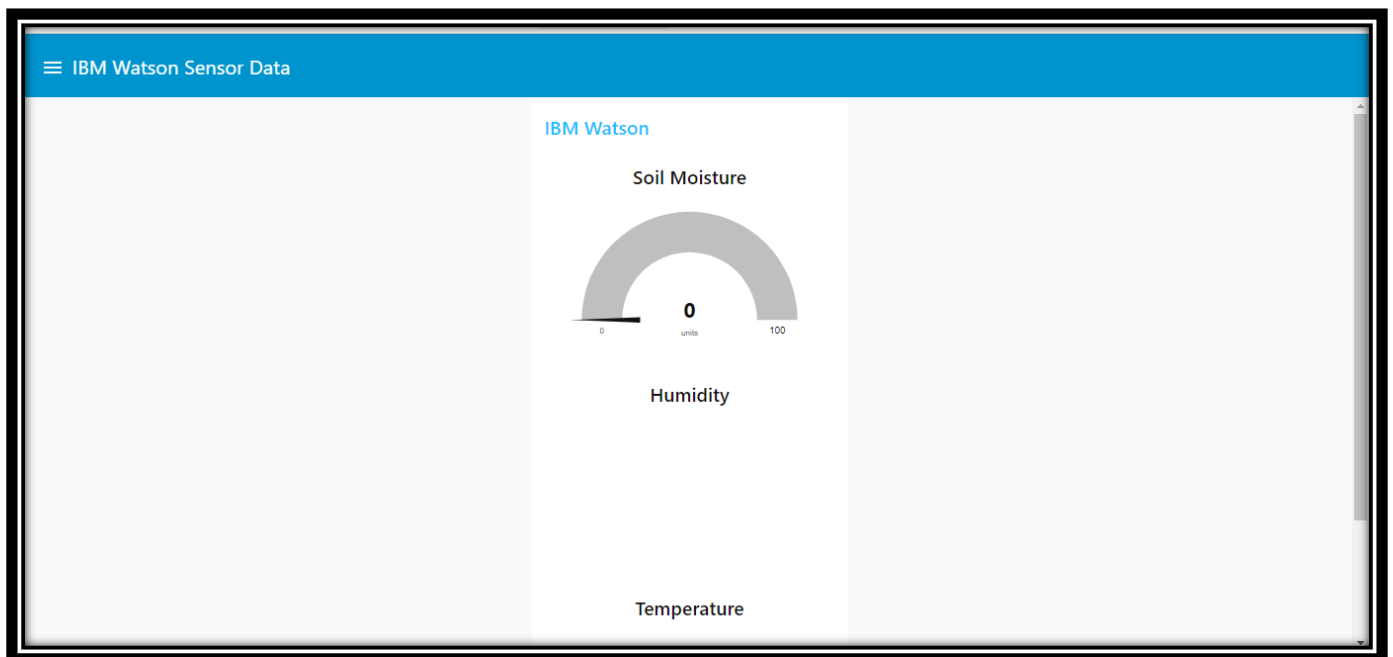 IBM Watson Sensor Data
IBM Watson
Soil Moisture
0
0
units
100
Humidity
Temperature